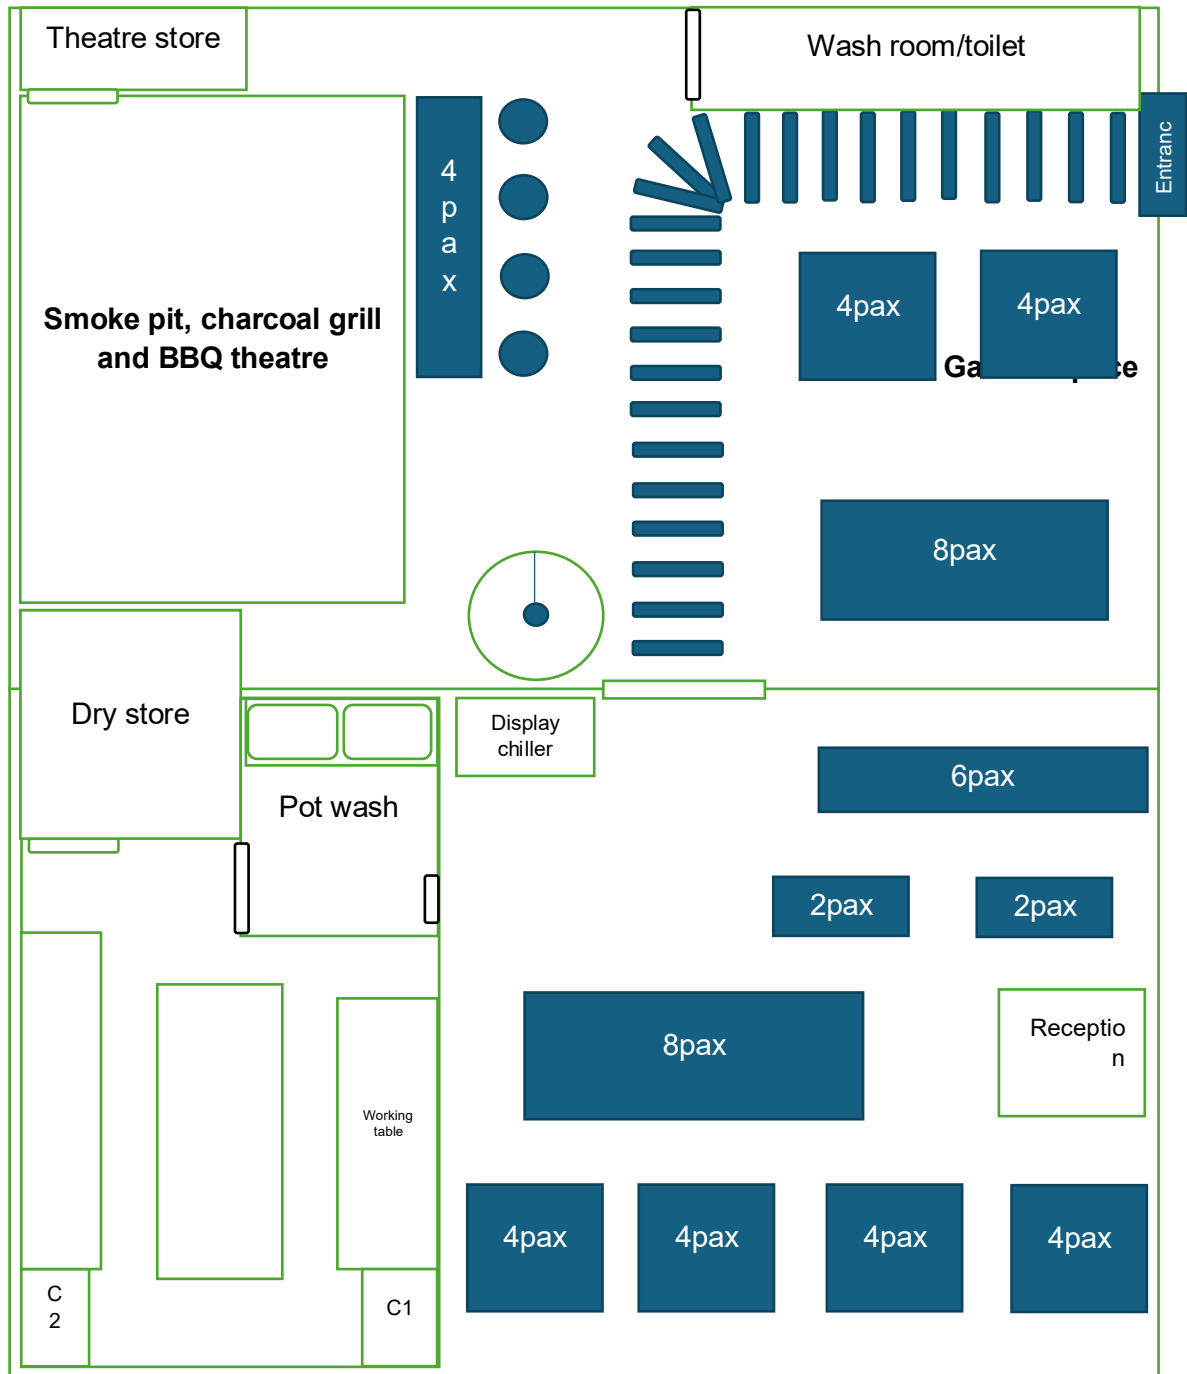 Theatre store
Wash room/toilet
Entranc
4
p
a
x
4pax
4pax
Smoke pit, charcoal grill
and BBQ theatre
8pax
Dry store
Display
chiller
Pot wash
6pax
2pax
2pax
8pax
Receptio
n
Working
table
4pax
4pax
4pax
4pax
C
2
C1